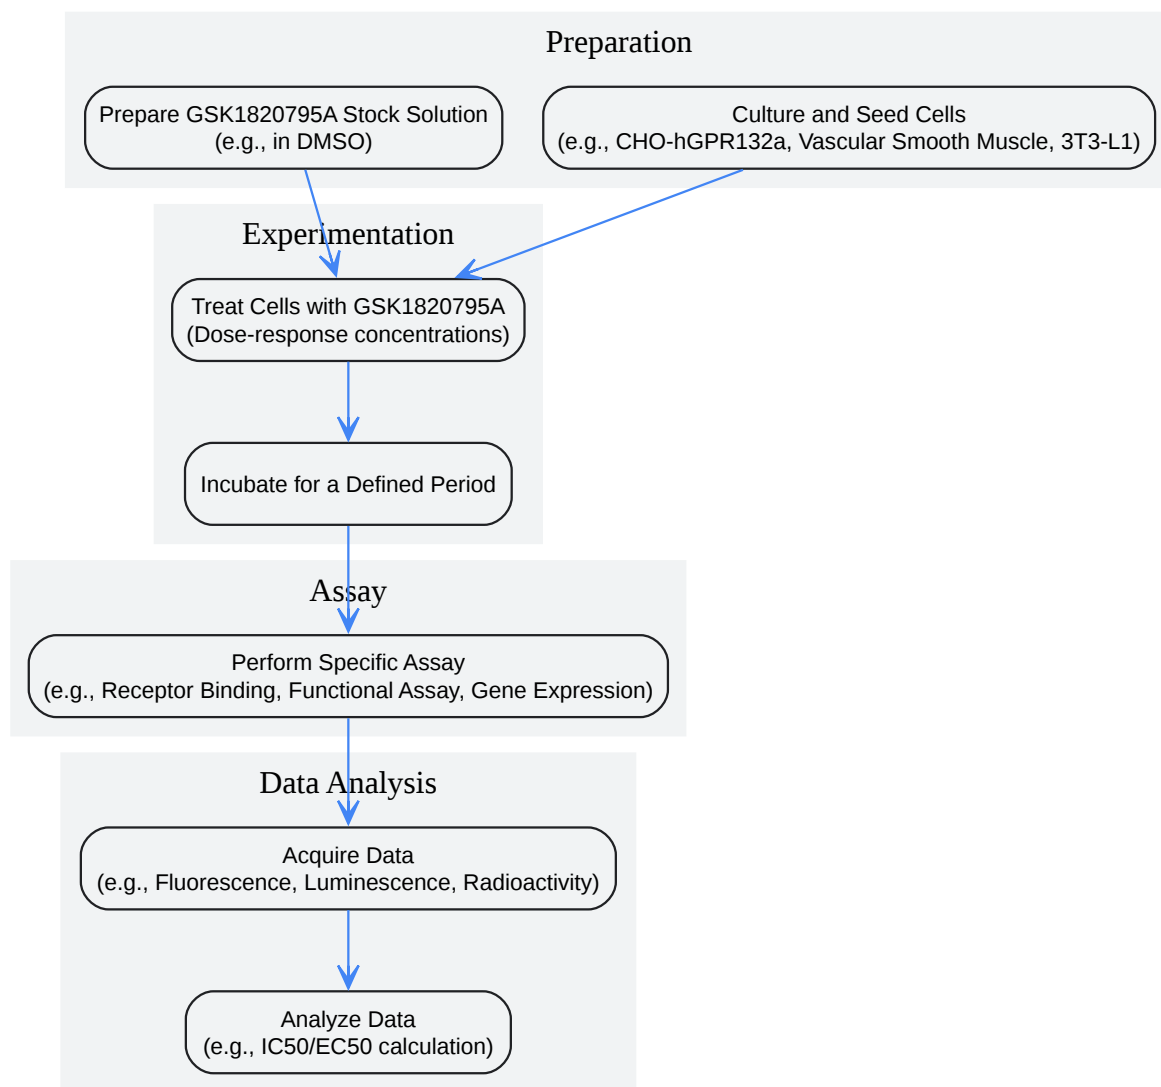 Preparation
Prepare GSK1820795A Stock Solution
(e.g., in DMSO)
Culture and Seed Cells
(e.g., CHO-hGPR132a, Vascular Smooth Muscle, 3T3-L1)
Experimentation
Treat Cells with GSK1820795A
(Dose-response concentrations)
Incubate for a Defined Period
Assay
Perform Specific Assay
(e.g., Receptor Binding, Functional Assay, Gene Expression)
Data Analysis
Acquire Data
(e.g., Fluorescence, Luminescence, Radioactivity)
Analyze Data
(e.g., IC50/EC50 calculation)